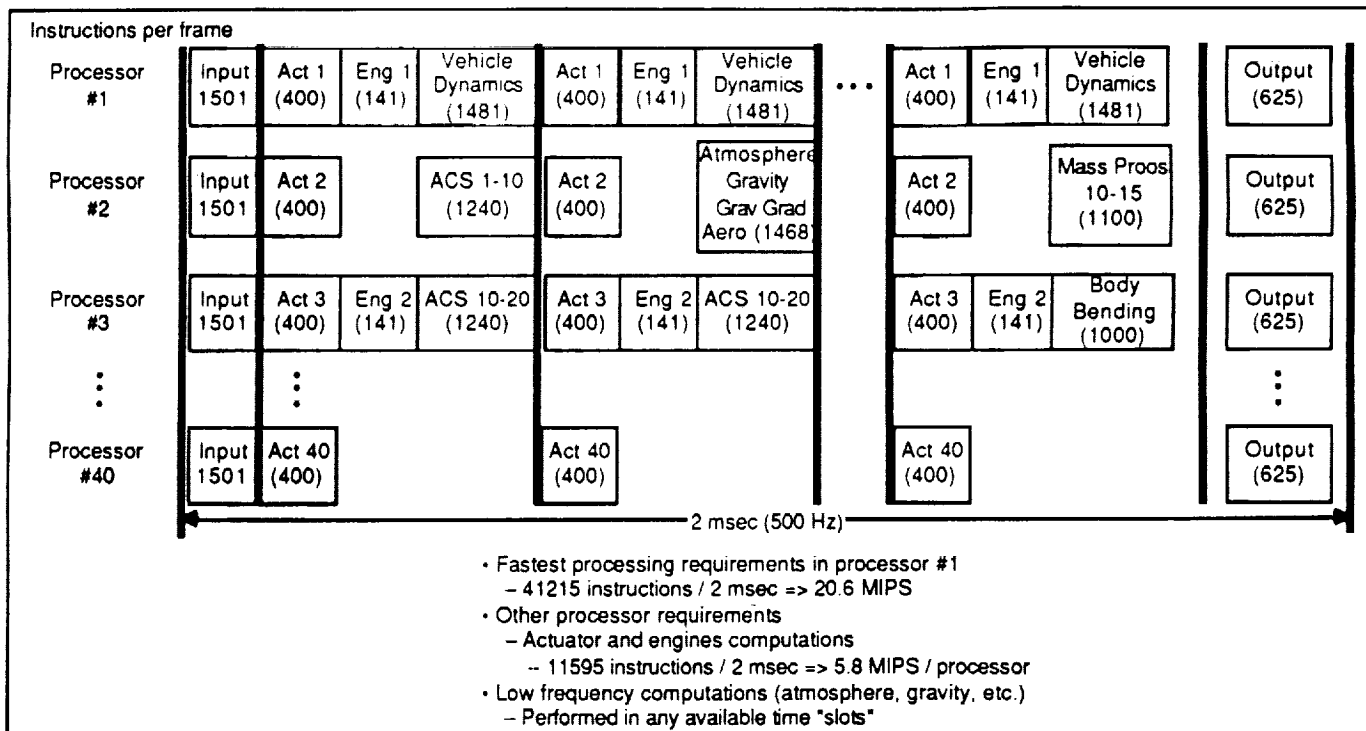 Instructions per frame
Processor
#1
Input
1501
Act 1
(400)
Eng 1
(141)
Vehicle
Dynamics
(1481)
Act 1
(400)
Eng 1
(141)
Vehicle
Dynamics
(1481)
• • •
Act 1
(400)
Eng 1
(141)
Vehicle
Dynamics
(1481)
Output
(625)
Processor
#2
Input
1501
Act 2
(400)
ACS 1-10
(1240)
Act 2
(400)
Atmosphere
Gravity
Grav Grad
Aero (1468)
Act 2
(400)
Mass Proos
10-15
(1100)
Output
(625)
Processor
#3
Input
1501
Act 3
(400)
Eng 2
(141)
ACS 10-20
(1240)
Act 3
(400)
Eng 2
(141)
ACS 10-20
(1240)
Act 3
(400)
Eng 2
(141)
Body
Bending
(1000)
Output
(625)
Processor
#40
Input
1501
Act 40
(400)
Act 40
(400)
Act 40
(400)
Output
(625)
2 msec (500 Hz)
• Fastest processing requirements in processor #1
– 41215 instructions / 2 msec => 20.6 MIPS
• Other processor requirements
– Actuator and engines computations
-- 11595 instructions / 2 msec => 5.8 MIPS / processor
• Low frequency computations (atmosphere, gravity, etc.)
– Performed in any available time "slots"